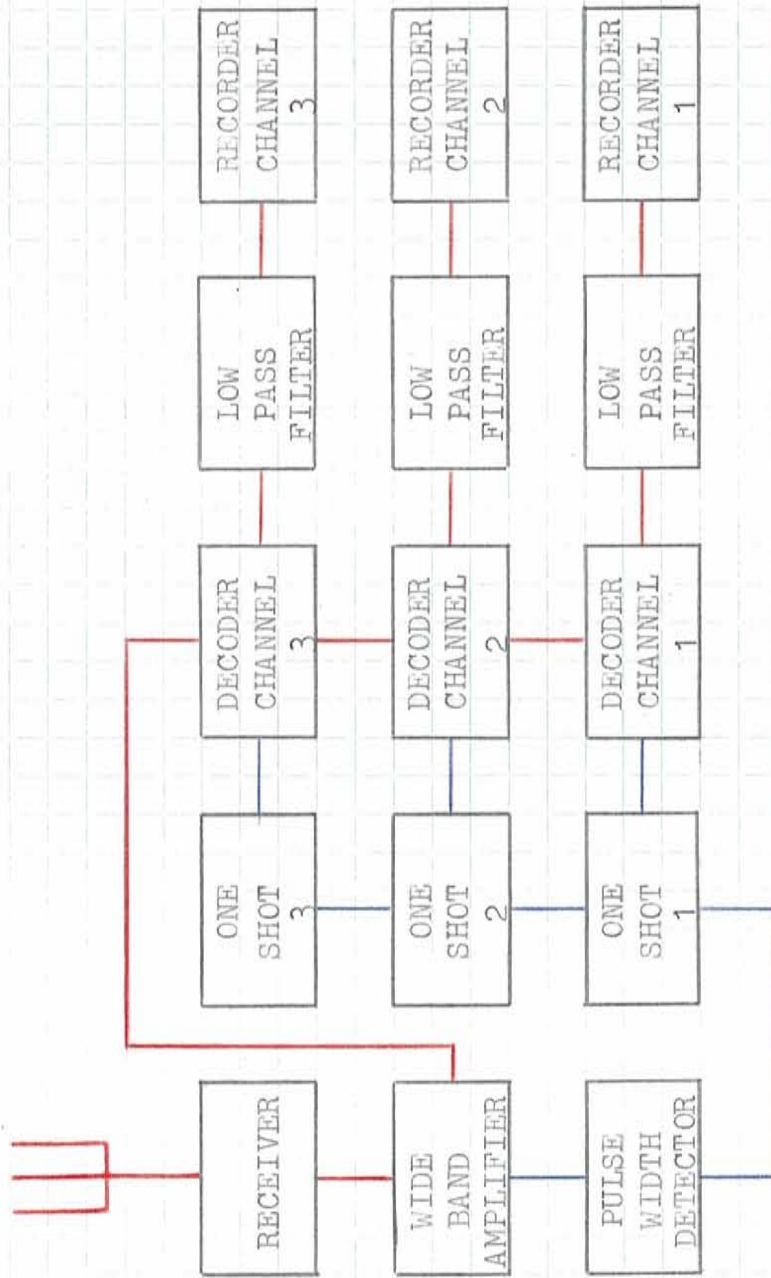 PULSE
WIDTH
DETECTOR
WIDE
BAND
AMPLIFIER
RECEIVER
ONE
SHOT
1
ONE
SHOT
2
ONE
SHOT
3
DECODER
CHANNEL
1
DECODER
CHANNEL
2
DECODER
CHANNEL
3
LOW
PASS
FILTER
LOW
PASS
FILTER
LOW
PASS
FILTER
RECORDER
CHANNEL
1
RECORDER
CHANNEL
2
RECORDER
CHANNEL
3